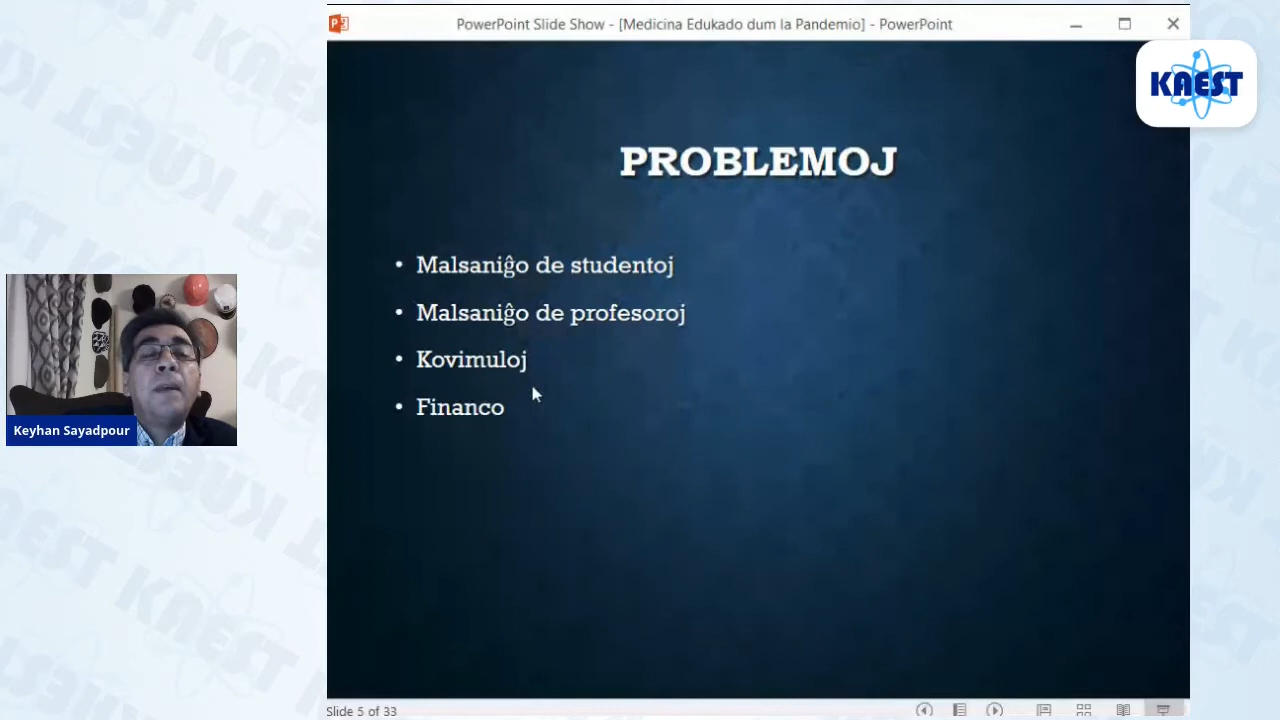 PowerPoint Slide Show - [Medicina Edukado dum la Pandemio] - PowerPoint
KAEST
PROBLEMOJ
• Malsaniĝo de studentoj
• Malsaniĝo de profesoroj
• Kovimuloj
• Financo
Keyhan Sayadpour
Slide 5 of 33